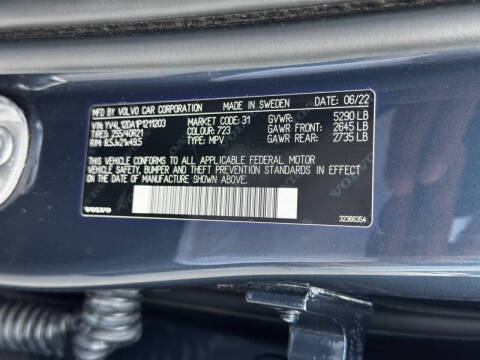 MFG BY VOLVO CAR CORPORATION MADE IN SWEDEN DATE: 06/22
VIN: YV4L12DA1P1211203 MARKET CODE: 31 GVWR: 5290 LB
TIRES: 255/40R21 COLOUR: 723 GAWR FRONT: 2645 LB
RIM: 8.5Jx21x49.5 TYPE: MPV GAWR REAR: 2735 LB
THIS VEHICLE CONFORMS TO ALL APPLICABLE FEDERAL MOTOR
VEHICLE SAFETY, BUMPER AND THEFT PREVENTION STANDARDS IN EFFECT
ON THE DATE OF MANUFACTURE SHOWN ABOVE.
VOLVO
32366354